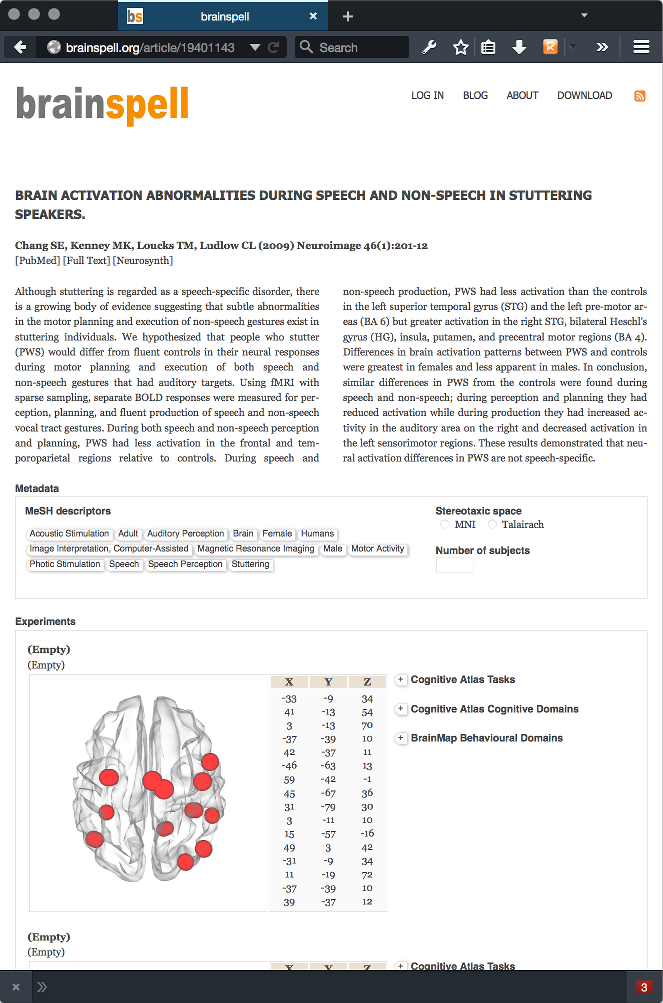 bs
brainspell
×
+
brainspell.org/article/19401143
Search
brainspell
LOG IN BLOG ABOUT DOWNLOAD
BRAIN ACTIVATION ABNORMALITIES DURING SPEECH AND NON-SPEECH IN STUTTERING
SPEAKERS.
Chang SE, Kenney MK, Loucks TM, Ludlow CL (2009) Neuroimage 46(1):201-12
[PubMed] [Full Text] [Neurosynth]
Although stuttering is regarded as a speech-specific disorder, there
is a growing body of evidence suggesting that subtle abnormalities
in the motor planning and execution of non-speech gestures exist in
stuttering individuals. We hypothesized that people who stutter
(PWS) would differ from fluent controls in their neural responses
during motor planning and execution of both speech and
non-speech gestures that had auditory targets. Using fMRI with
sparse sampling, separate BOLD responses were measured for per-
ception, planning, and fluent production of speech and non-speech
vocal tract gestures. During both speech and non-speech perception
and planning, PWS had less activation in the frontal and tem-
poroparietal regions relative to controls. During speech and
non-speech production, PWS had less activation than the controls
in the left superior temporal gyrus (STG) and the left pre-motor ar-
eas (BA 6) but greater activation in the right STG, bilateral Heschl's
gyrus (HG), insula, putamen, and precentral motor regions (BA 4).
Differences in brain activation patterns between PWS and controls
were greatest in females and less apparent in males. In conclusion,
similar differences in PWS from the controls were found during
speech and non-speech; during perception and planning they had
reduced activation while during production they had increased ac-
tivity in the auditory area on the right and decreased activation in
the left sensorimotor regions. These results demonstrated that neu-
ral activation differences in PWS are not speech-specific.
Metadata
MeSH descriptors
Acoustic Stimulation Adult Auditory Perception Brain Female Humans
Image Interpretation, Computer-Assisted Magnetic Resonance Imaging Male Motor Activity
Photic Stimulation Speech Speech Perception Stuttering
Stereotaxic space
MNI Talairach
Number of subjects
Experiments
(Empty)
(Empty)
X Y Z
-33 -9 34
41 -13 54
3 -13 70
-37 -39 10
42 -37 11
-46 -63 13
59 -42 -1
45 -67 36
31 -79 30
3 -11 10
15 -57 -16
49 3 42
-31 -9 34
11 -19 72
-37 -39 10
39 -37 12
+ Cognitive Atlas Tasks
+ Cognitive Atlas Cognitive Domains
+ BrainMap Behavioural Domains
(Empty)
(Empty)
X Y Z
+ Cognitive Atlas Tasks
× »
3